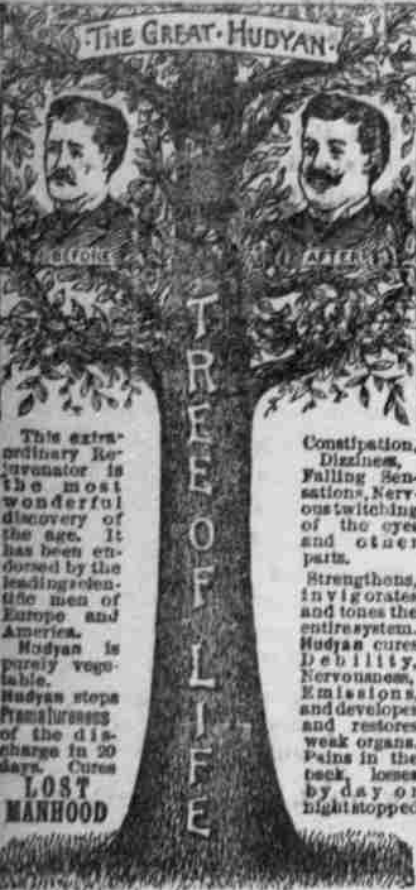 ·THE GREAT·HUDYAN·
BEFORE
AFTER
TREE OF LIFE
This extra-
ordinary Re-
juvenator is
the most
wonderful
discovery of
the age. It
has been en-
dorsed by the
leading scien-
tific men of
Europe and
America.
Hudyan is
purely vege-
table.
Hudyan stops
Prematureness
of the dis-
charge in 20
days. Cures
LOST
MANHOOD
Constipation,
Dizziness,
Falling Sen-
sations, Nerv-
ous twitching
of the eyes
and other
parts.
Strengthens,
invigorates
and tones the
entire system.
Hudyan cures
Debility,
Nervousness,
Emissions
and developes
and restores
weak organs.
Pains in the
back, losses
by day or
night stopped